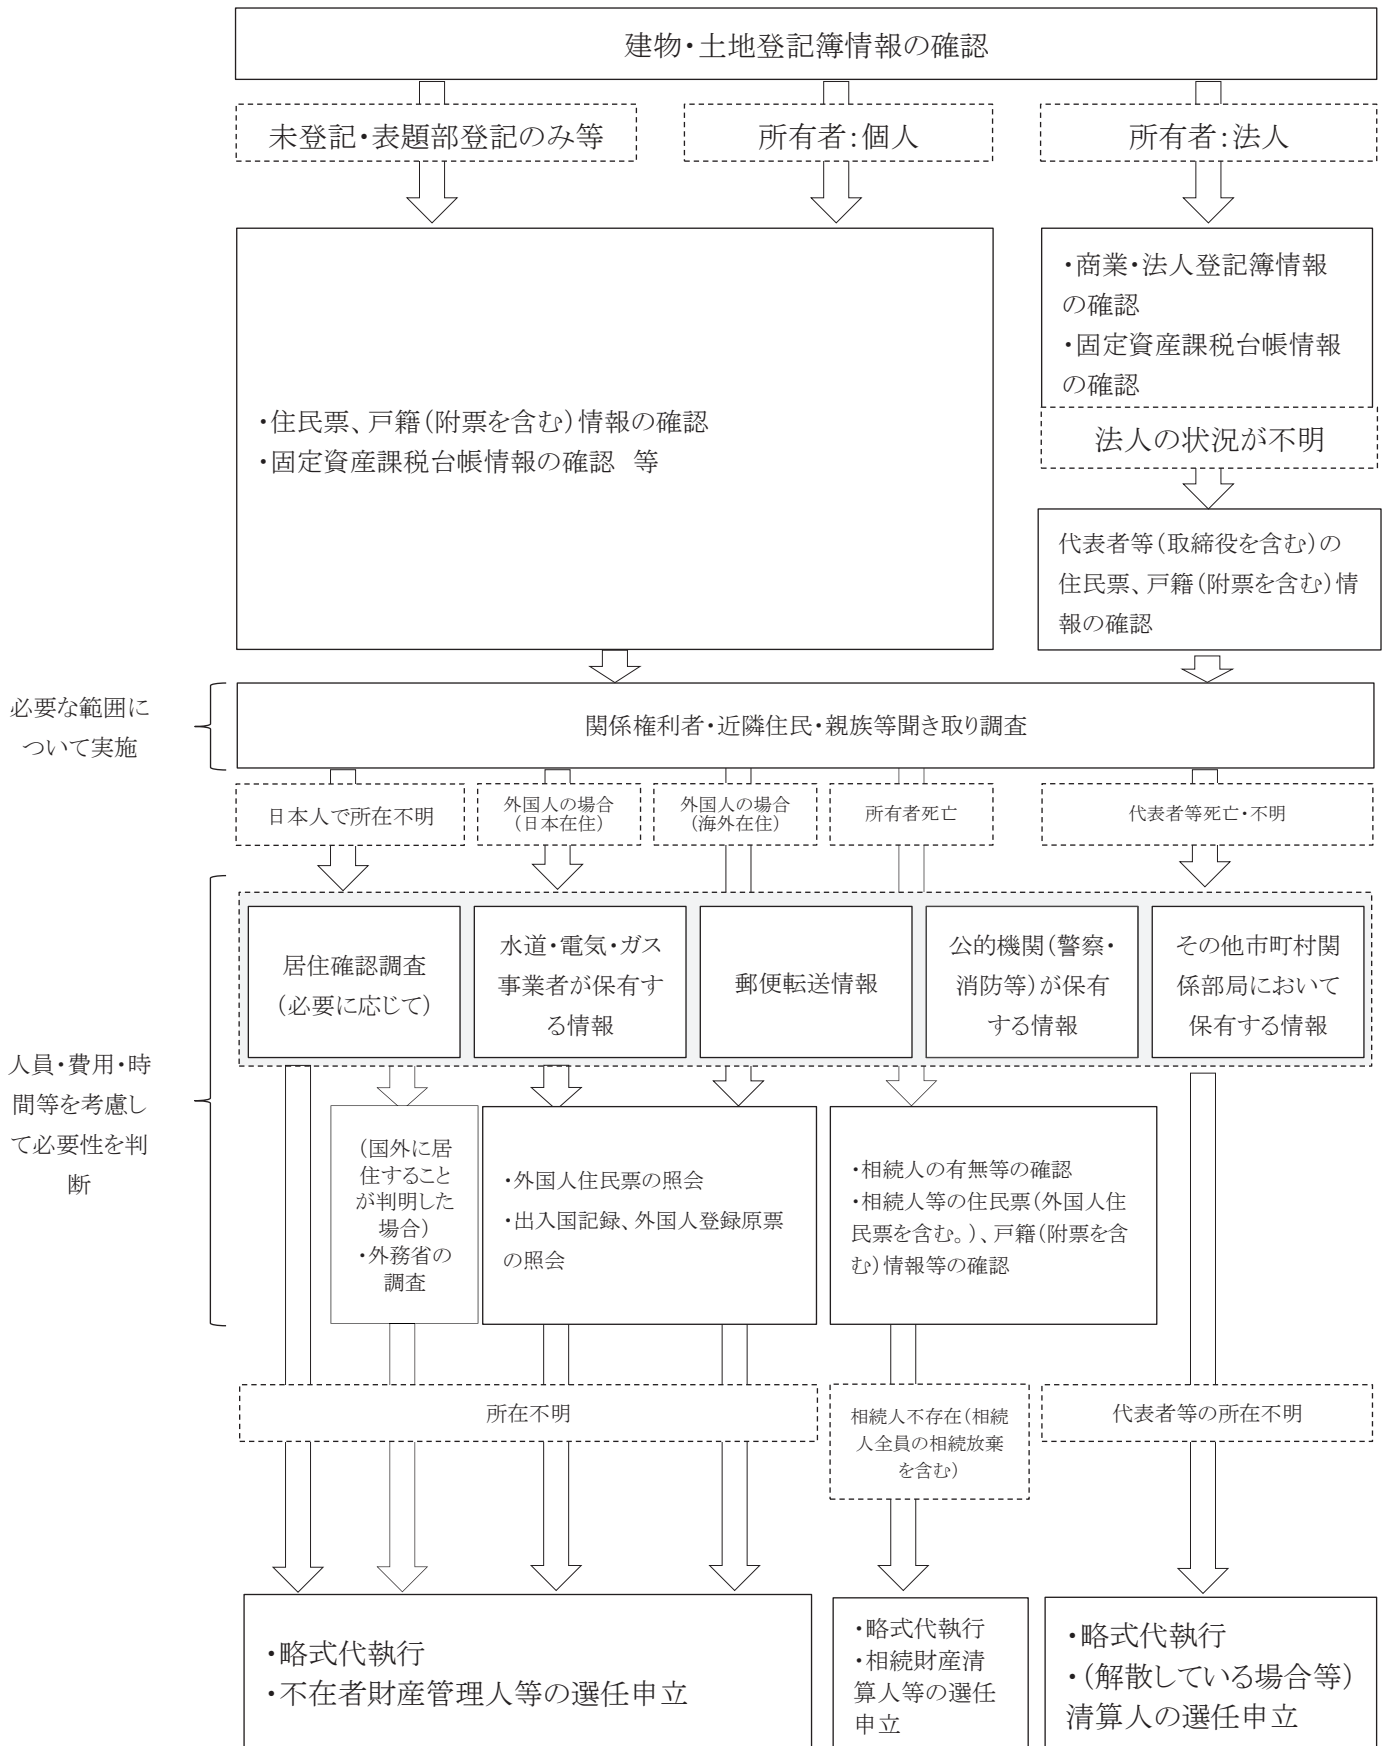 建物・土地登記簿情報の確認
未登記・表題部登記のみ等
所有者：個人
所有者：法人
・住民票、戸籍（附票を含む）情報の確認
・固定資産課税台帳情報の確認　等
・商業・法人登記簿情報
の確認
・固定資産課税台帳情報
の確認
法人の状況が不明
代表者等（取締役を含む）の
住民票、戸籍（附票を含む）情
報の確認
必要な範囲に
ついて実施
関係権利者・近隣住民・親族等聞き取り調査
日本人で所在不明
外国人の場合
（日本在住）
外国人の場合
（海外在住）
所有者死亡
代表者等死亡・不明
人員・費用・時
間等を考慮し
て必要性を判
断
居住確認調査
（必要に応じて）
水道・電気・ガス
事業者が保有す
る情報
郵便転送情報
公的機関（警察・
消防等）が保有
する情報
その他市町村関
係部局において
保有する情報
（国外に居
住すること
が判明した
場合）
・外務省の
調査
・外国人住民票の照会
・出入国記録、外国人登録原票
の照会
・相続人の有無等の確認
・相続人等の住民票（外国人住
民票を含む。）、戸籍（附票を含
む）情報等の確認
所在不明
相続人不存在（相続
人全員の相続放棄
を含む）
代表者等の所在不明
・略式代執行
・不在者財産管理人等の選任申立
・略式代執行
・相続財産清
算人等の選任
申立
・略式代執行
・（解散している場合等）
清算人の選任申立